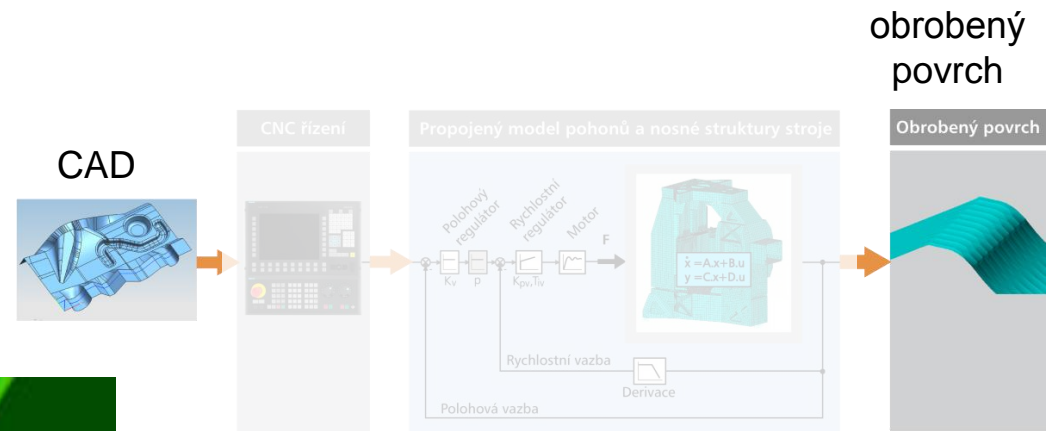 obrobený
povrch
CNC řízení
Propojený model pohonů a nosné struktury stroje
Obrobený povrch
CAD
Polohový
regulátor
Rychlostní
regulátor
Motor
F
ẋ =A.x+B.u
y =C.x+D.u
Kv
p
Kpv,Tiv
Rychlostní vazba
Derivace
Polohová vazba